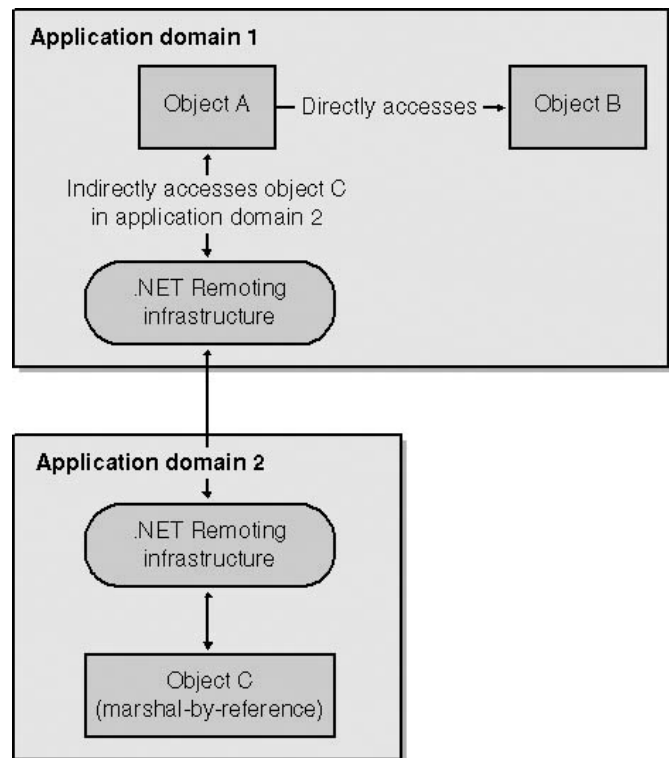 Application domain 1
Object A
Directly accesses
Object B
Indirectly accesses object C
in application domain 2
.NET Remoting
infrastructure
Application domain 2
.NET Remoting
infrastructure
Object C
(marshal-by-reference)